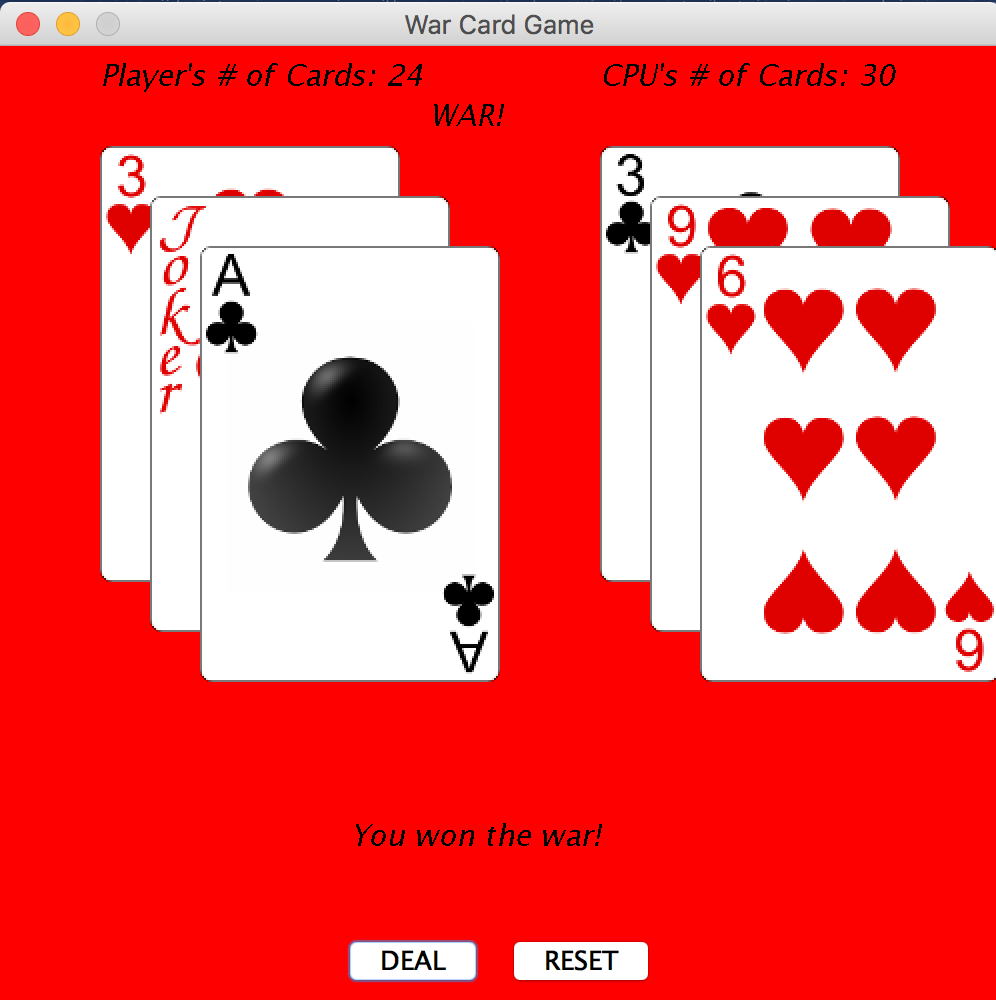 War Card Game
Player's # of Cards: 24
CPU's # of Cards: 30
WAR!
3
Joker
A
A
3
9
6
6
You won the war!
DEAL
RESET